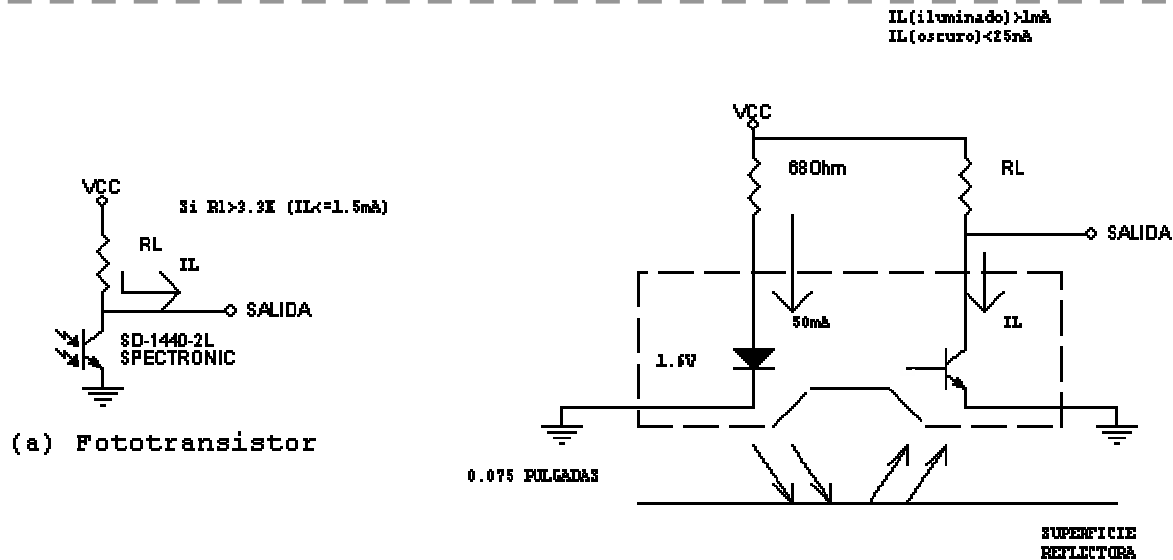 IL(iluminado)>1mA
IL(oscuro)<25nA
VCC
68Ohm
RL
SALIDA
50mA
IL
1.6V
0.075 PULGADAS
SUPERFICIE
REFLECTORA
VCC
Si Rl>3.3K (IL<=1.5mA)
RL
IL
SALIDA
SD-1440-2L
SPECTRONIC
(a) Fototransistor